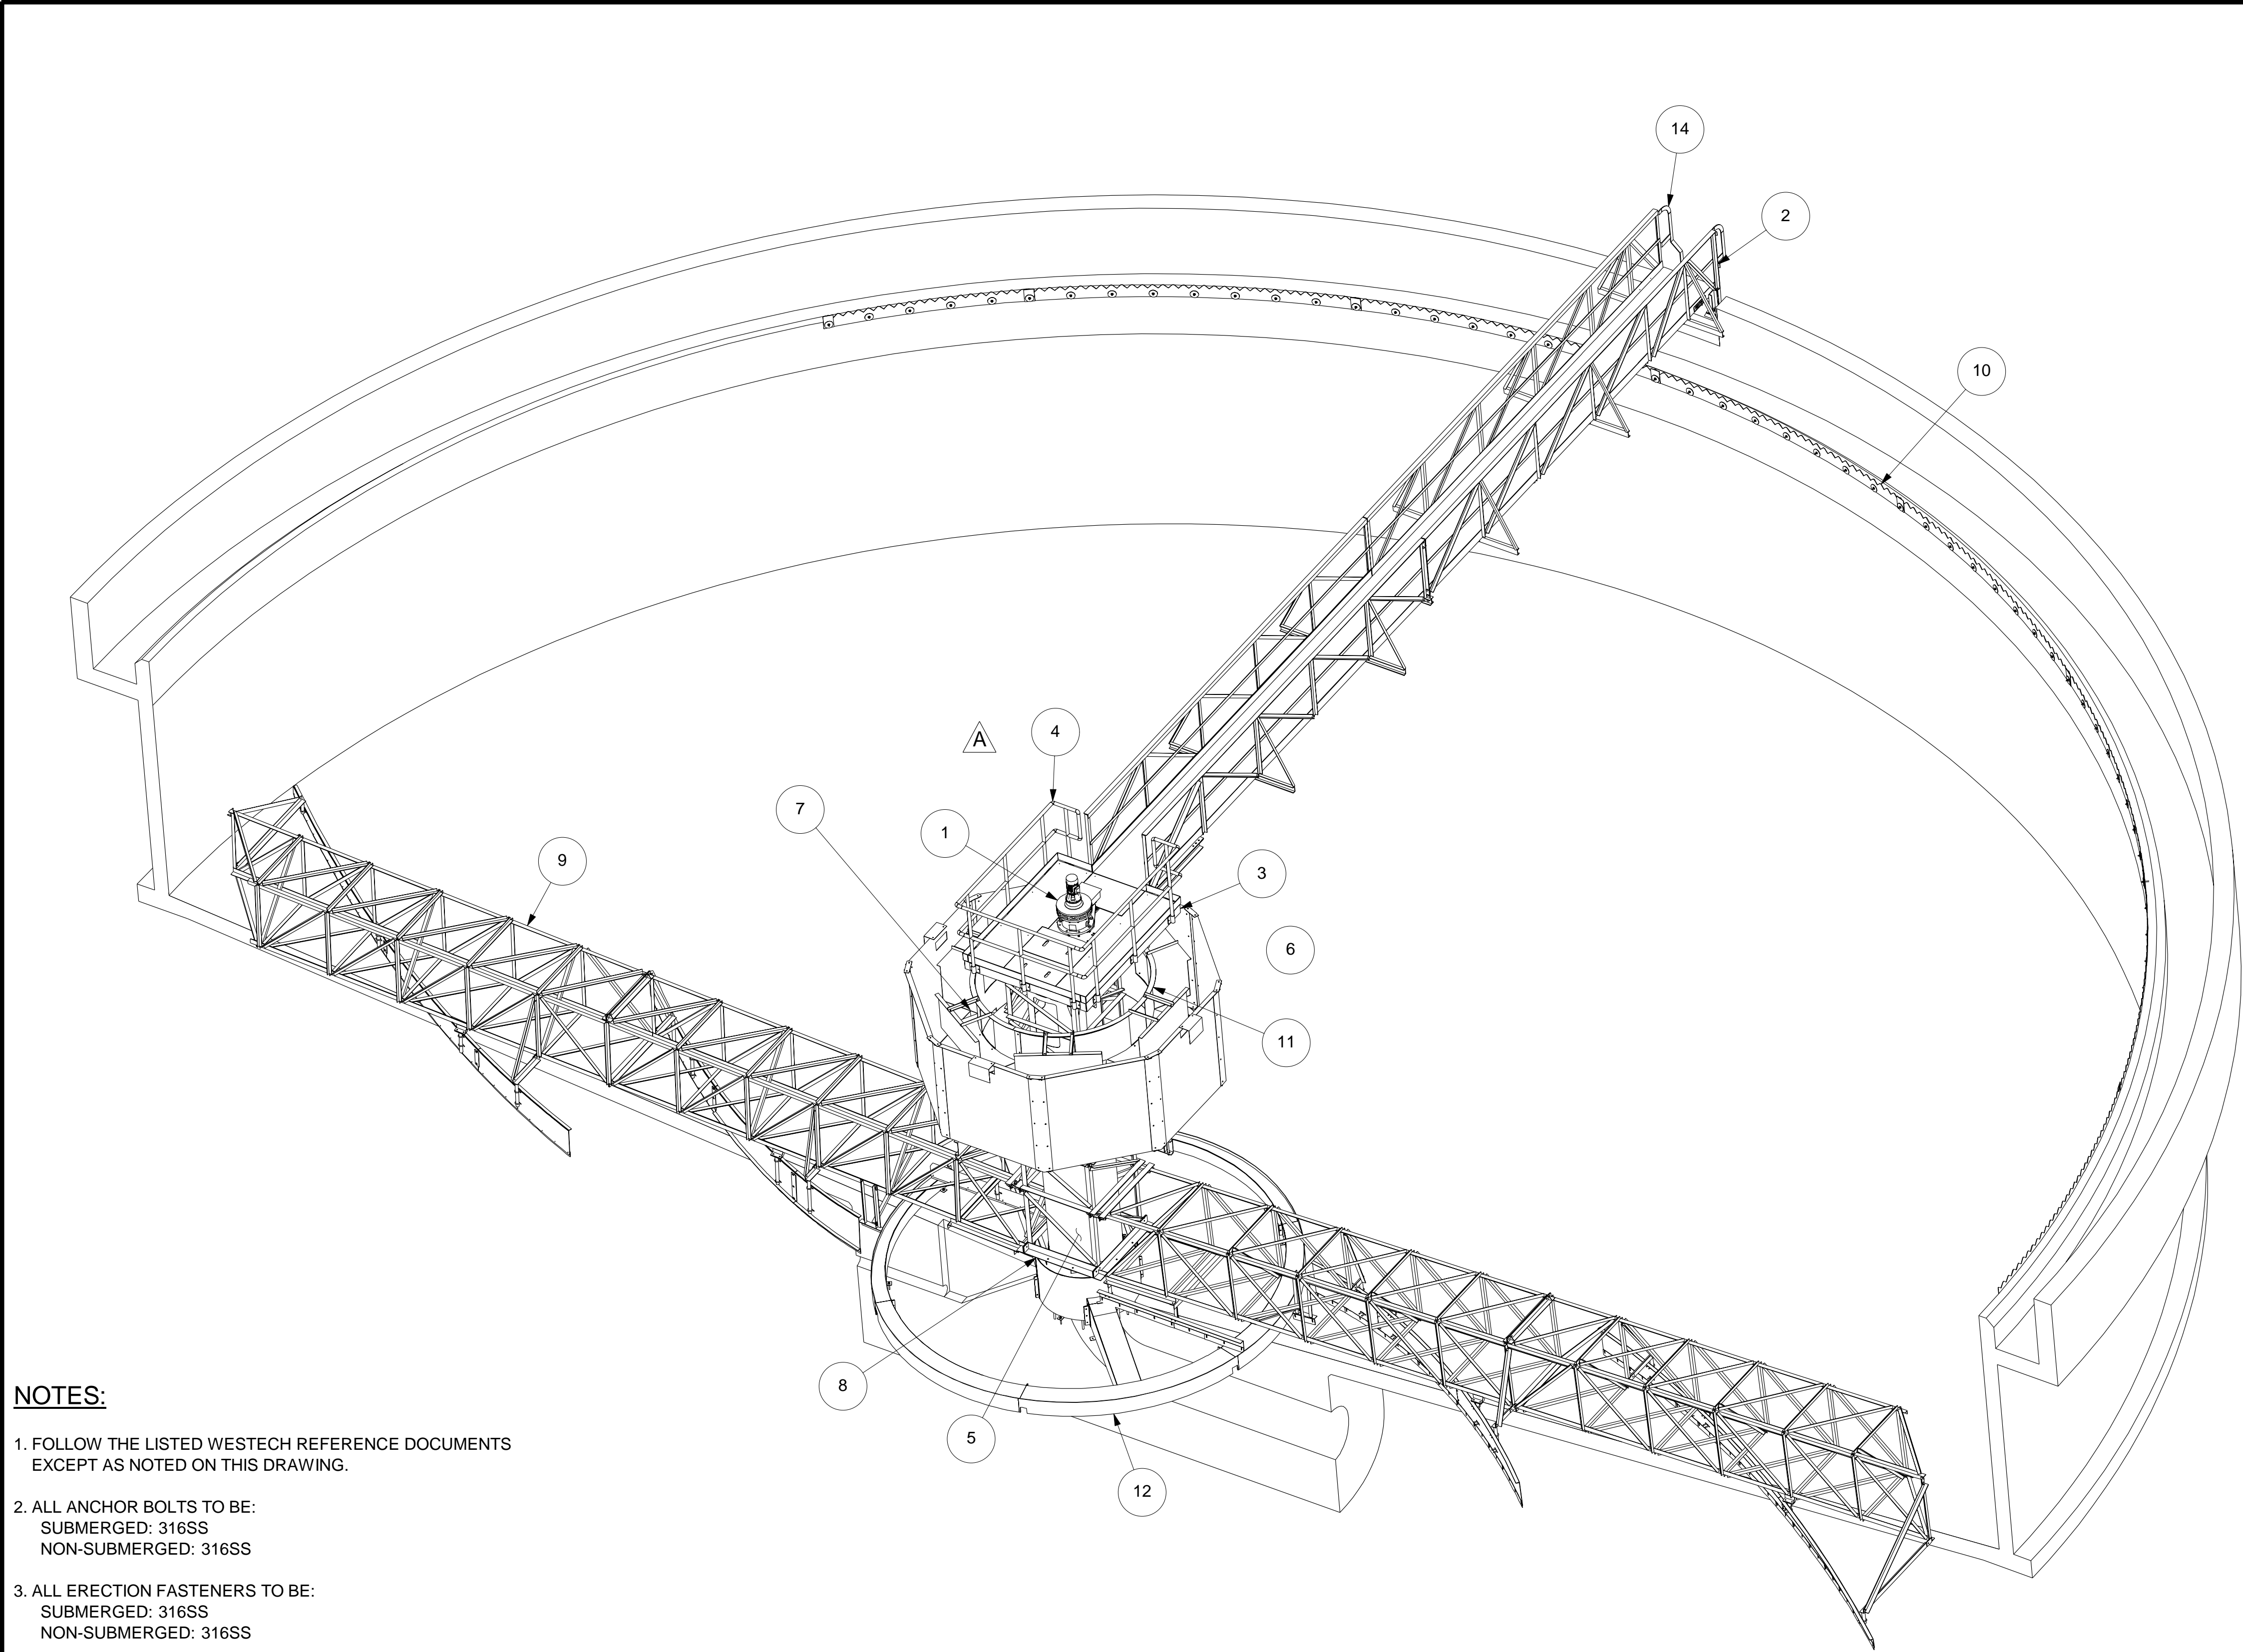 14
2
10
A
4
7
1
9
3
6
11
8
5
12
NOTES:
1. FOLLOW THE LISTED WESTECH REFERENCE DOCUMENTS
EXCEPT AS NOTED ON THIS DRAWING.
2. ALL ANCHOR BOLTS TO BE:
SUBMERGED: 316SS
NON-SUBMERGED: 316SS
3. ALL ERECTION FASTENERS TO BE:
SUBMERGED: 316SS
NON-SUBMERGED: 316SS